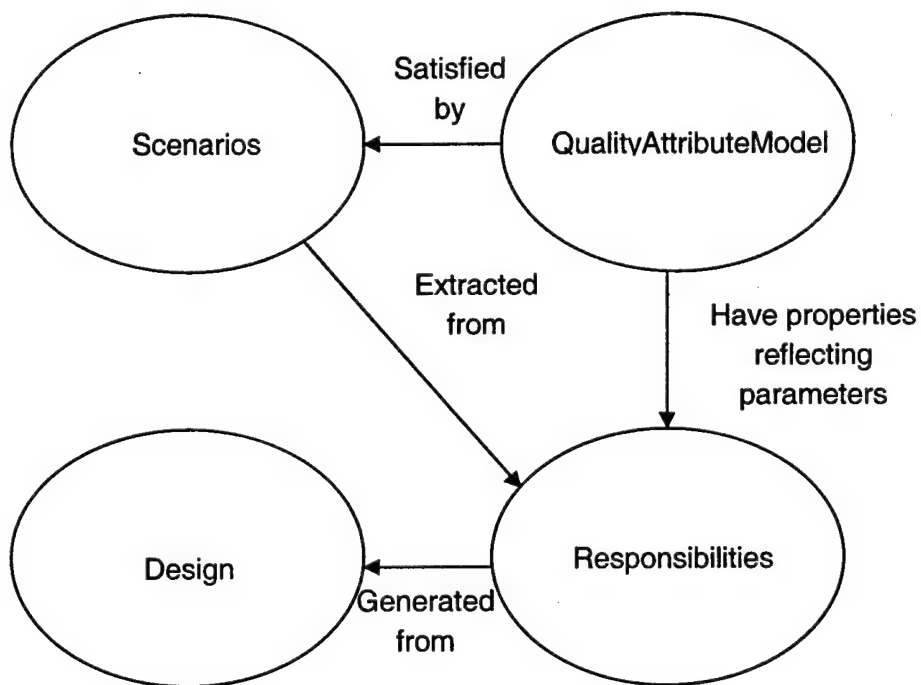 Satisfied
by
Scenarios
QualityAttributeModel
Extracted
from
Have properties
reflecting
parameters
Design
Responsibilities
Generated
from